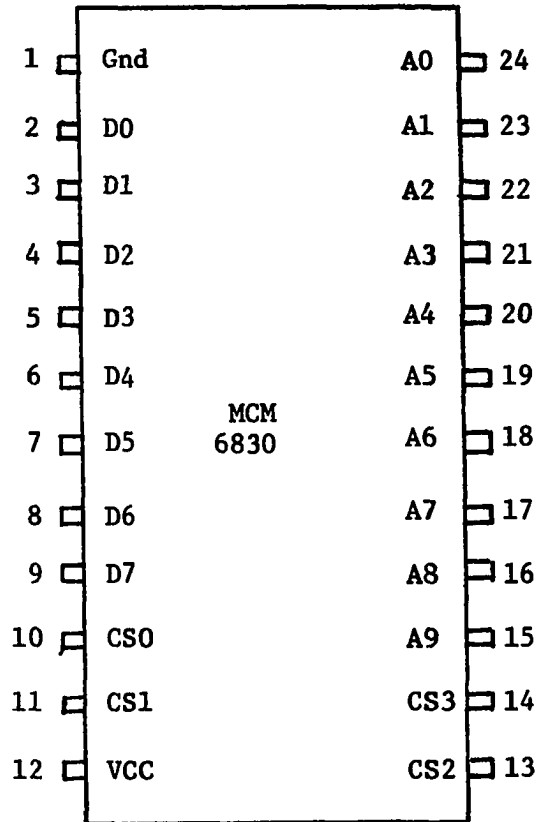 1 Gnd A0 24
2 D0 A1 23
3 D1 A2 22
4 D2 A3 21
5 D3 A4 20
6 D4 A5 19
MCM
7 D5 6830 A6 18
8 D6 A7 17
9 D7 A8 16
10 CS0 A9 15
11 CS1 CS3 14
12 VCC CS2 13